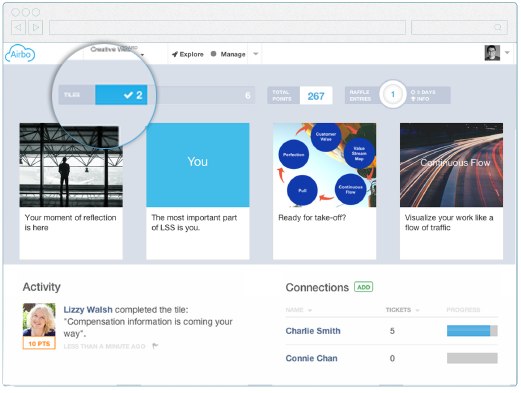 Airbo
Creative
BOARD
Explore
Manage
TILES
2
6
TOTAL
POINTS
267
RAFFLE
ENTRIES
1
DAYS
INFO
You
Customer
Value
Value
Stream
Map
Continuous
Flow
Pull
Perfection
Continuous Flow
Your moment of reflection
is here
The most important part
of LSS is you.
Ready for take-off?
Visualize your work like a
flow of traffic
Activity
Lizzy Walsh completed the tile:
"Compensation information is coming your
way".
10 PTS
LESS THAN A MINUTE AGO
Connections
ADD
NAME
TICKETS
PROGRESS
Charlie Smith
5
Connie Chan
0